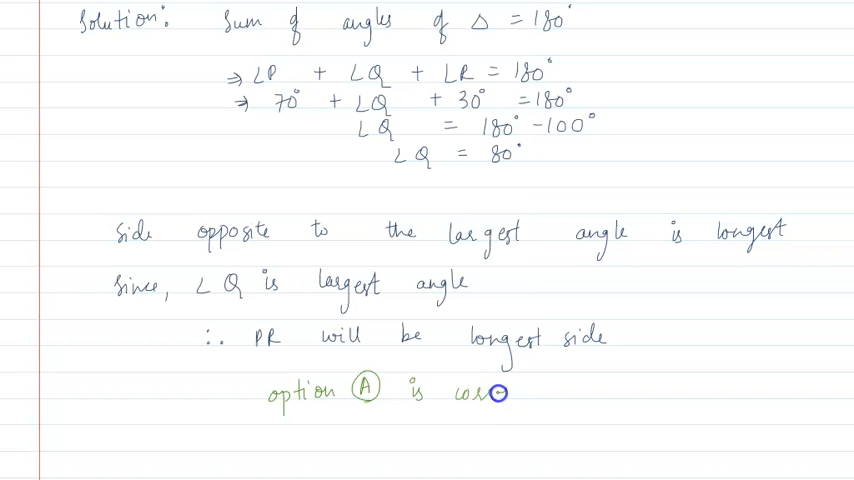 Solution: Sum of angles of Δ = 180°
⇒ ∠P + ∠Q + ∠R = 180°
⇒ 70° + ∠Q + 30° = 180°
∠Q = 180° - 100°
∠Q = 80°
Side opposite to the largest angle is longest
Since, ∠Q is largest angle
∴ PR will be longest side
option A is corr